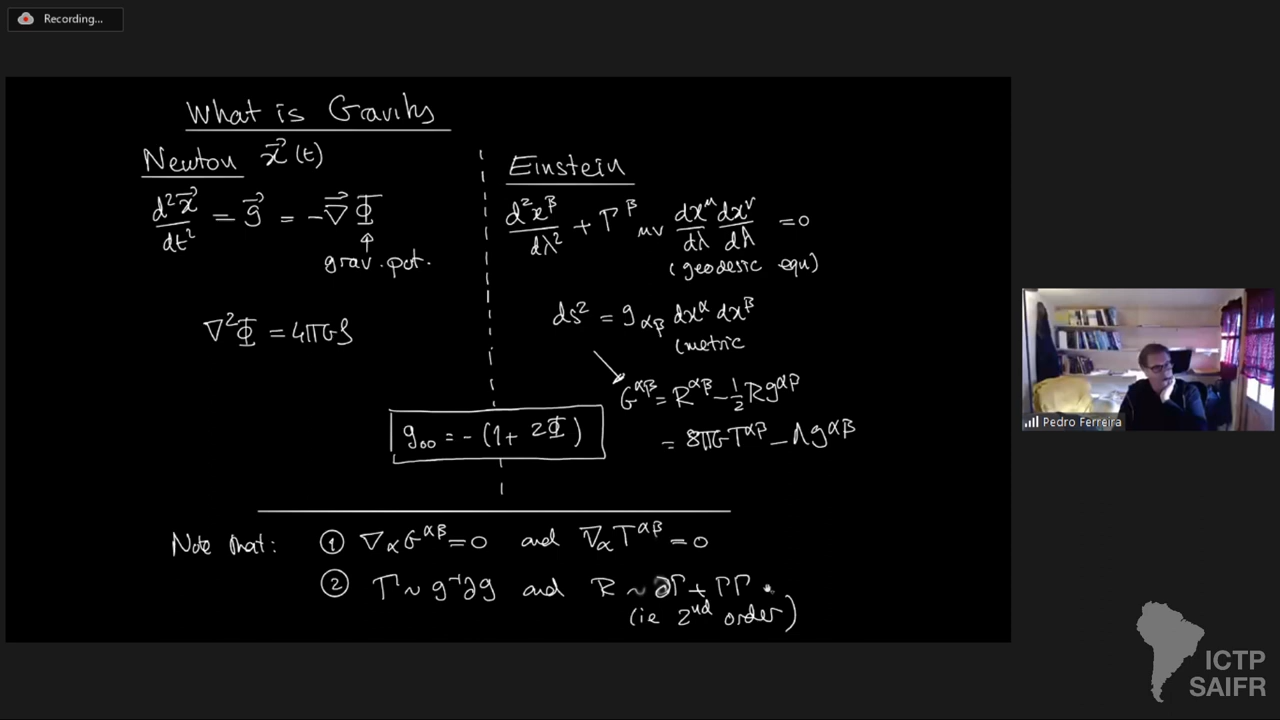 Recording...
What is Gravity
Newton x⃗(t)
d²x⃗/dt² = g⃗ = -∇⃗Φ
↑
grav. pot.
∇²Φ = 4πGρ
Einstein
d²x^β/dλ² + Γ^β_μν dx^μ/dλ dx^ν/dλ = 0
(geodesic equ)
ds² = g_αβ dx^α dx^β
(metric
G^αβ = R^αβ - ½Rg^αβ
= 8πGT^αβ - Λg^αβ
g₀₀ = -(1+ 2Φ)
Note that: ① ∇_αG^αβ = 0 and ∇_αT^αβ = 0
② Γ ~ g⁻¹∂g and R ~ ∂Γ + ΓΓ
(ie 2nd order)
Pedro Ferreira
ICTP
SAIFR